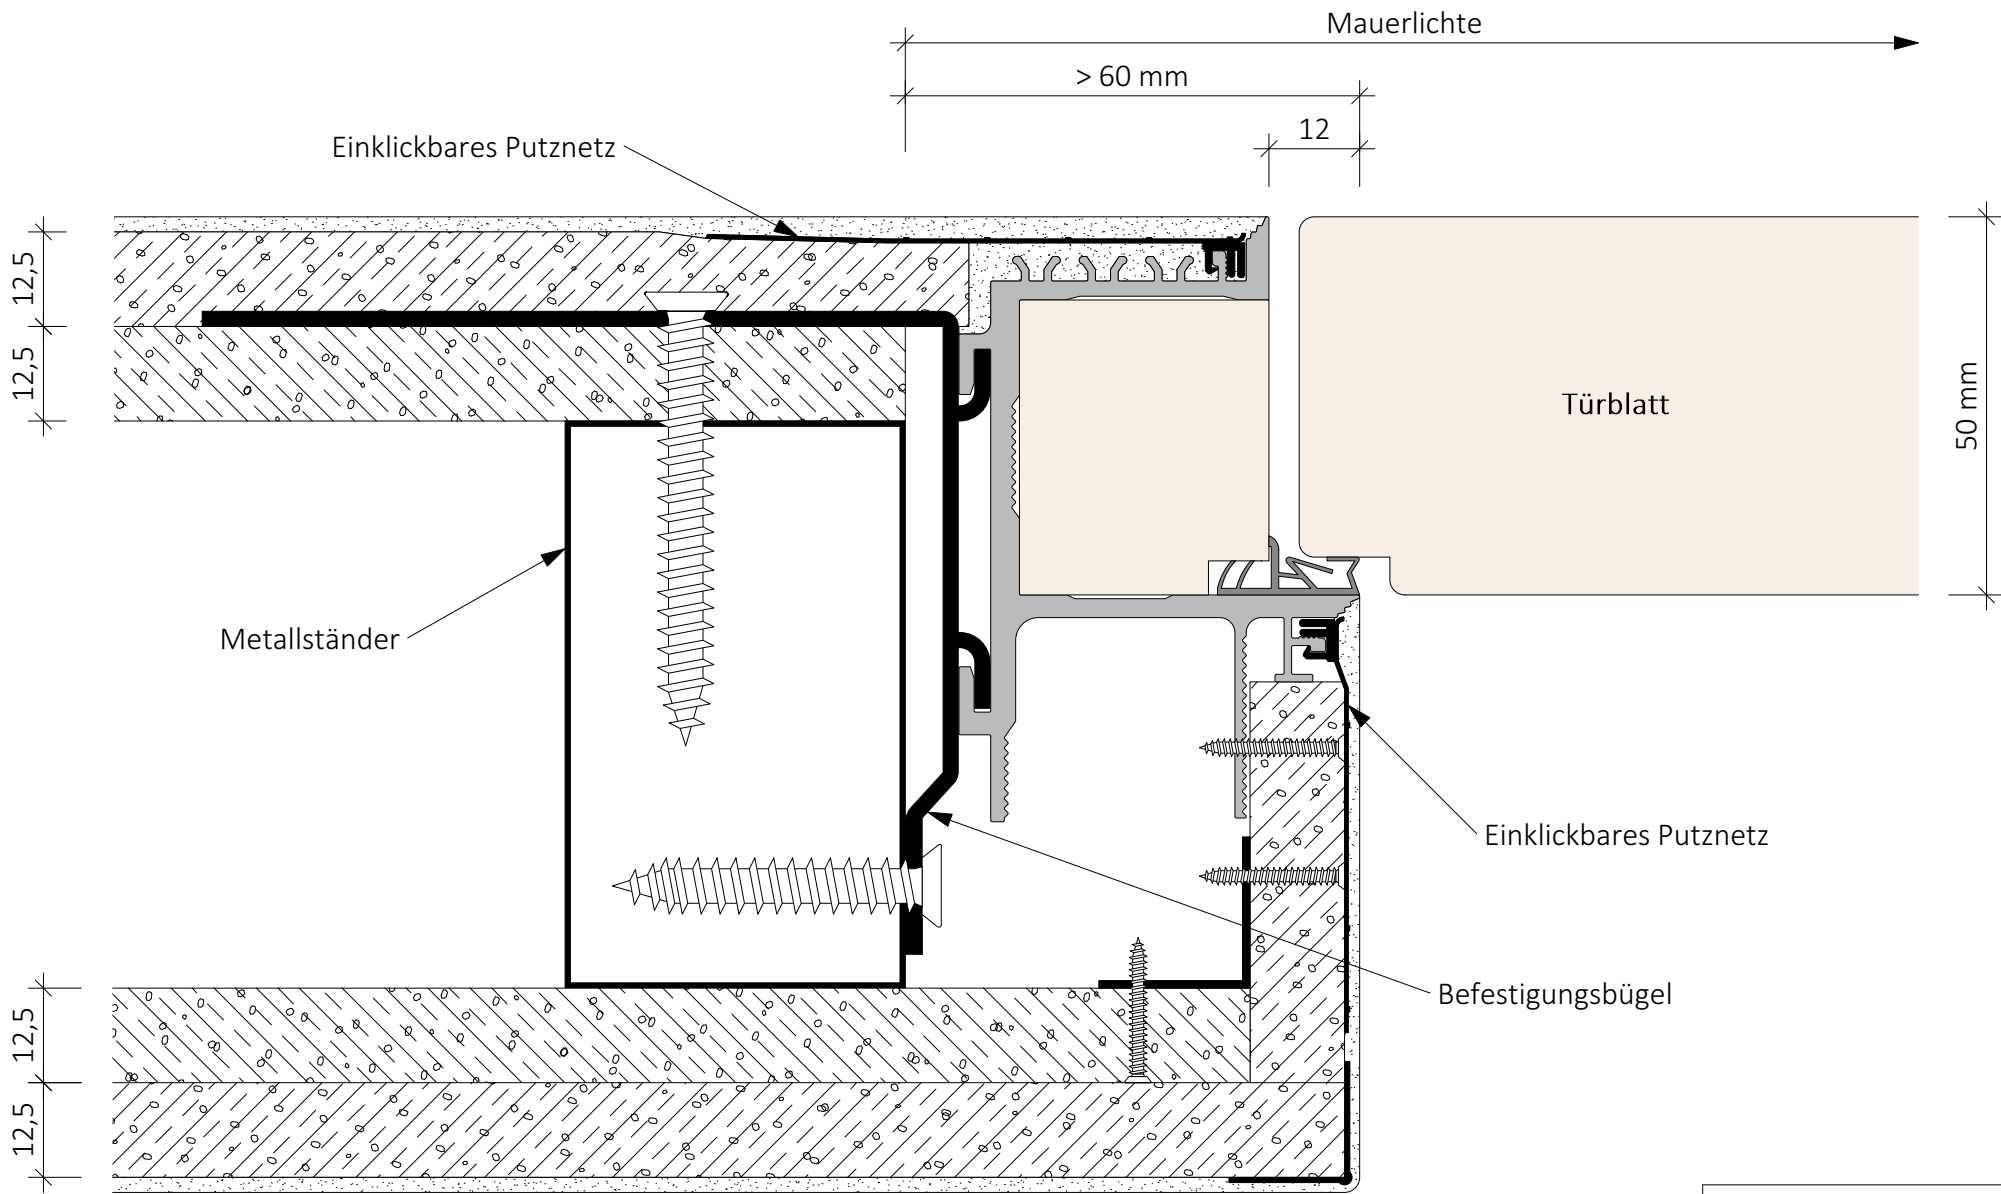 Mauerlichte
> 60 mm
12
Einklickbares Putznetz
12,5
12,5
50 mm
Türblatt
Metallständer
Einklickbares Putznetz
Befestigungsbügel
12,5
12,5